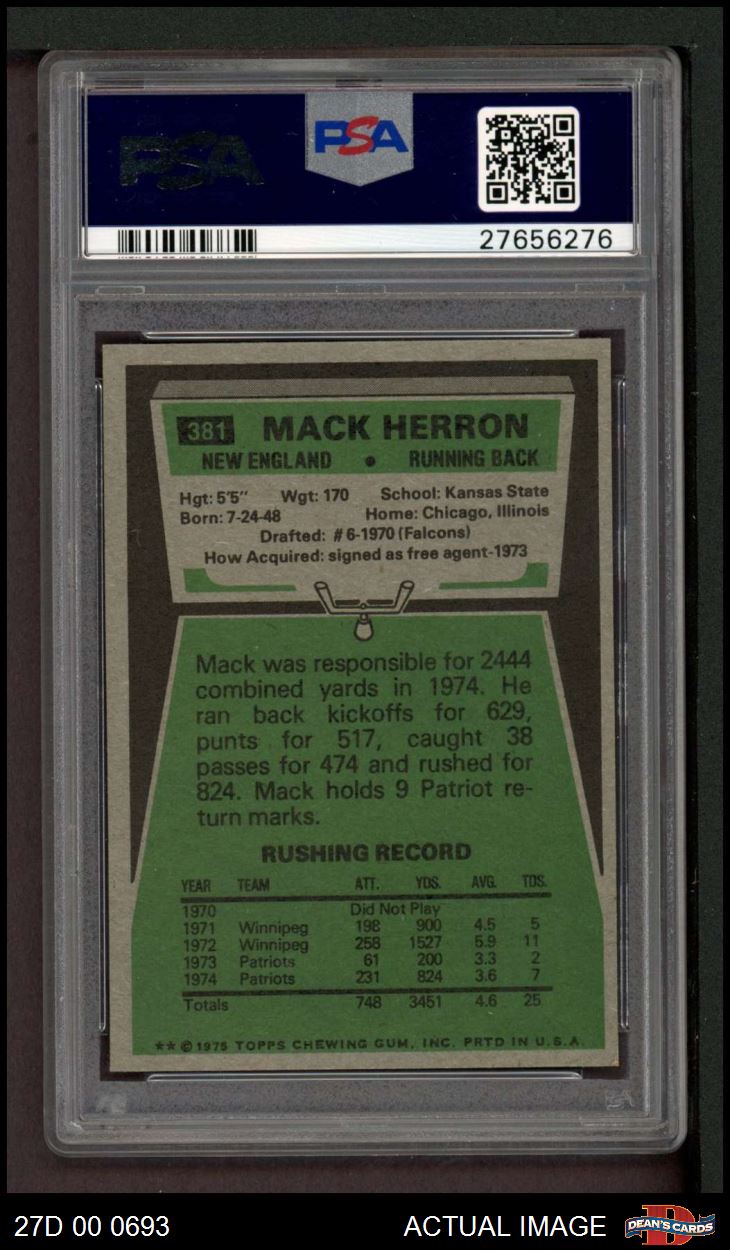 PSA
PSA
27656276
381 MACK HERRON
NEW ENGLAND • RUNNING BACK
Hgt: 5'5" Wgt: 170 School: Kansas State
Born: 7-24-48 Home: Chicago, Illinois
Drafted: #6-1970 (Falcons)
How Acquired: signed as free agent-1973
Mack was responsible for 2444
combined yards in 1974. He
ran back kickoffs for 629,
punts for 517, caught 38
passes for 474 and rushed for
824. Mack holds 9 Patriot re-
turn marks.
RUSHING RECORD
YEAR TEAM ATT. YDS. AVG. TDS.
1970 Did Not Play
1971 Winnipeg 198 900 4.5 5
1972 Winnipeg 258 1527 5.9 11
1973 Patriots 61 200 3.3 2
1974 Patriots 231 824 3.6 7
Totals 748 3451 4.6 25
** © 1975 TOPPS CHEWING GUM, INC. PRTD IN U.S.A.
27D 00 0693 ACTUAL IMAGE DEAN'S CARDS